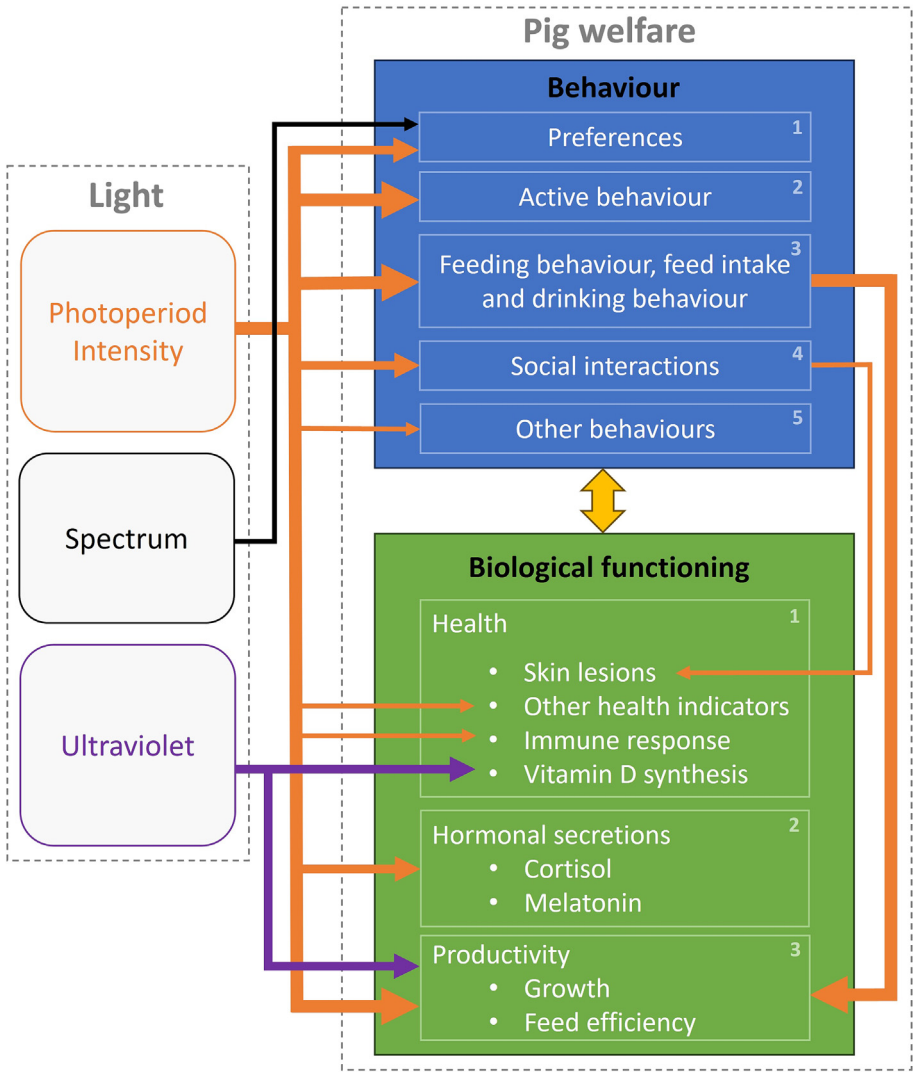 Pig welfare
Light
Photoperiod
Intensity
Spectrum
Ultraviolet
Behaviour
Preferences
1
Active behaviour
2
Feeding behaviour, feed intake
and drinking behaviour
3
Social interactions
4
Other behaviours
5
Biological functioning
Health
1
• Skin lesions
• Other health indicators
• Immune response
• Vitamin D synthesis
Hormonal secretions
2
• Cortisol
• Melatonin
Productivity
3
• Growth
• Feed efficiency